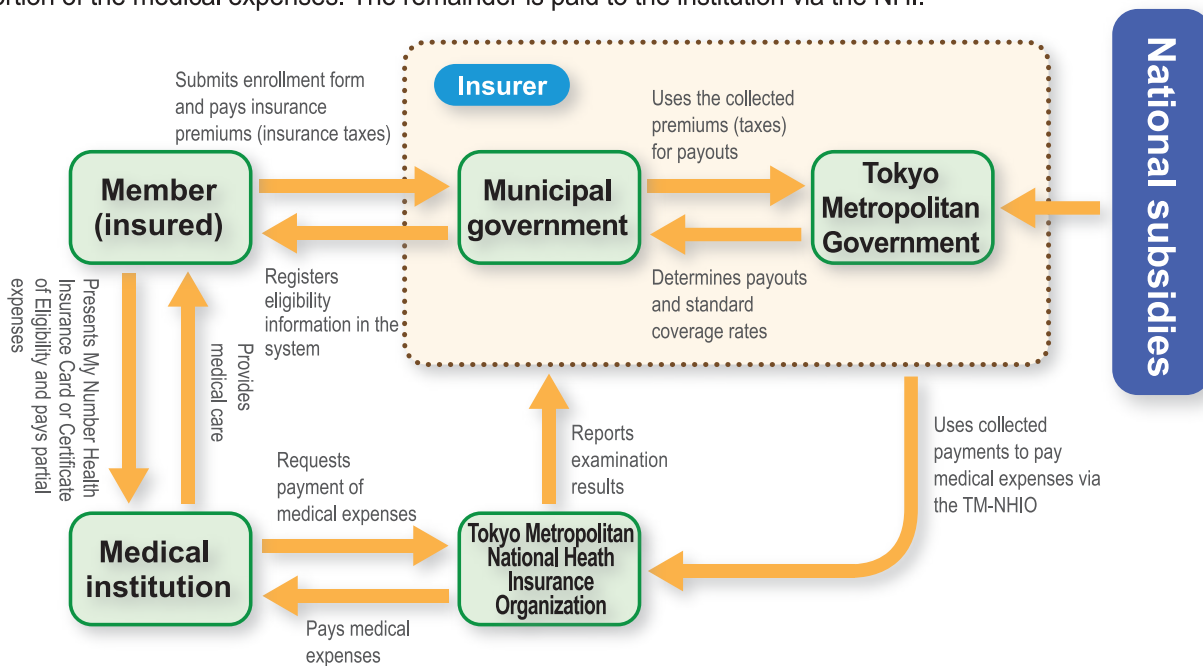 ortion of the medical expenses. The remainder is paid to the institution via the NHI.
Submits enrollment form
and pays insurance
premiums (insurance taxes)
Insurer
Uses the collected
premiums (taxes)
for payouts
National subsidies
Member
(insured)
Municipal
government
Tokyo
Metropolitan
Government
Registers
eligibility
information in the
system
Determines payouts
and standard
coverage rates
Presents My Number Health
Insurance Card or Certificate
of Eligibility and pays partial
expenses
Provides
medical care
Requests
payment of
medical expenses
Reports
examination
results
Uses collected
payments to pay
medical expenses via
the TM-NHIO
Medical
institution
Tokyo Metropolitan
National Heath
Insurance
Organization
Pays medical
expenses